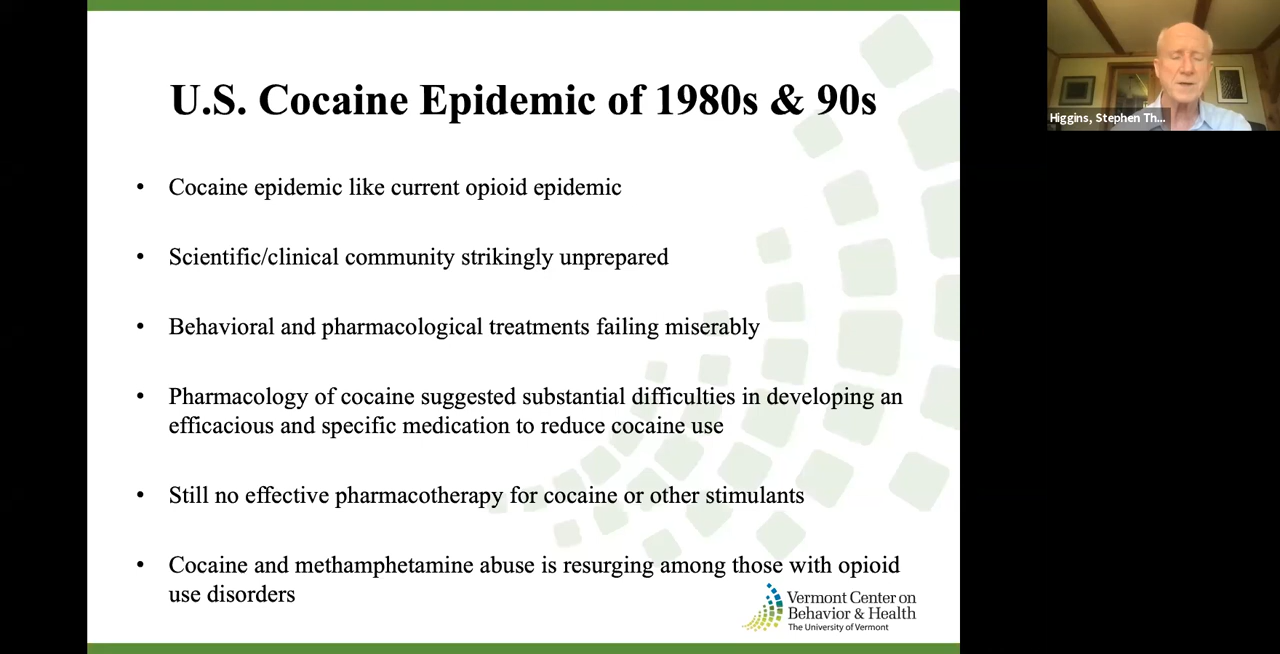 U.S. Cocaine Epidemic of 1980s & 90s
• Cocaine epidemic like current opioid epidemic
• Scientific/clinical community strikingly unprepared
• Behavioral and pharmacological treatments failing miserably
• Pharmacology of cocaine suggested substantial difficulties in developing an
efficacious and specific medication to reduce cocaine use
• Still no effective pharmacotherapy for cocaine or other stimulants
• Cocaine and methamphetamine abuse is resurging among those with opioid
use disorders
Vermont Center on
Behavior & Health
The University of Vermont
Higgins, Stephen Th...